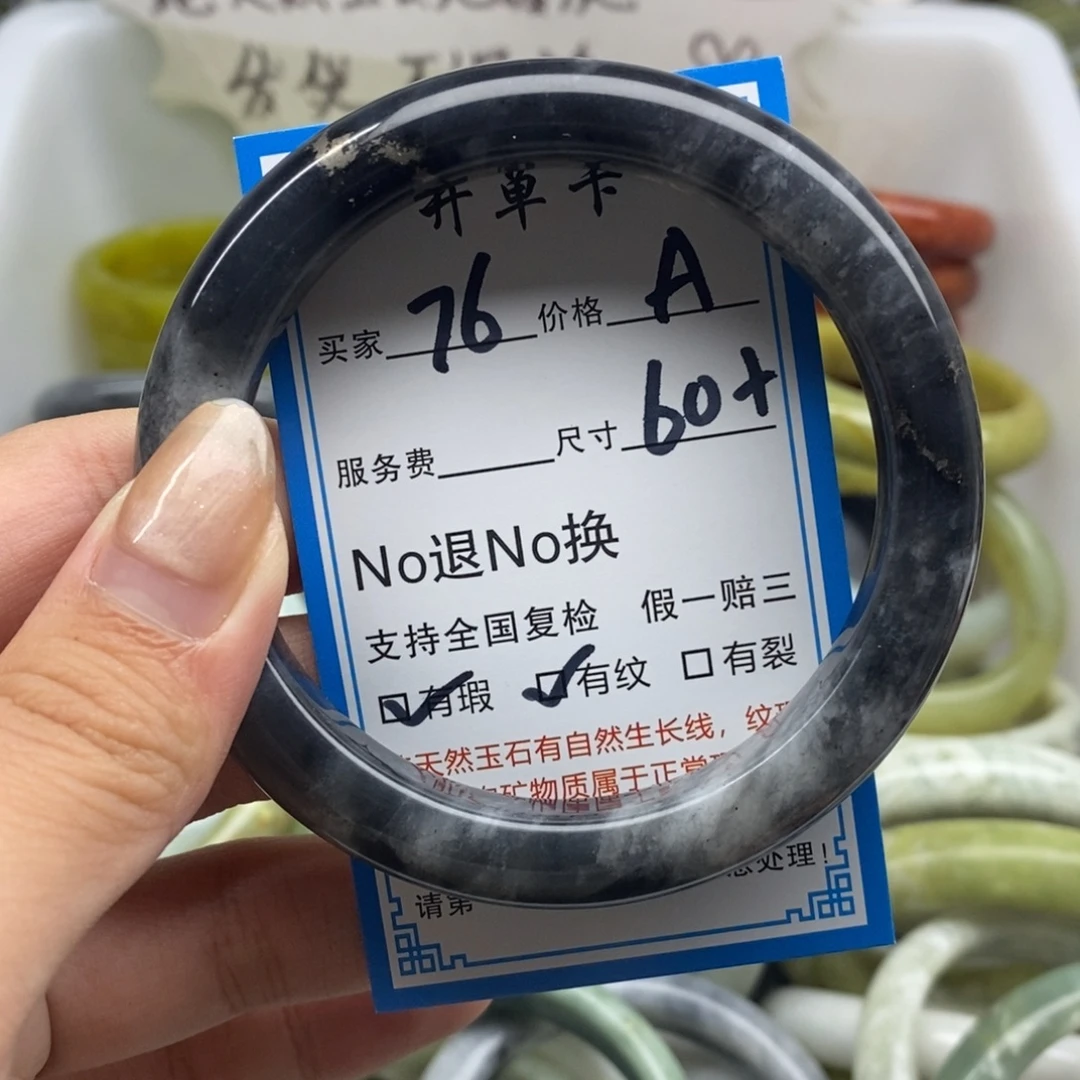 开单卡
买家 76 价格 A
服务费 尺寸 60+
No退No换
支持全国复检 假一赔三
有瑕 有纹 有裂
天然玉石有自然生长线，纹
矿物质属于正常
请第 处理！